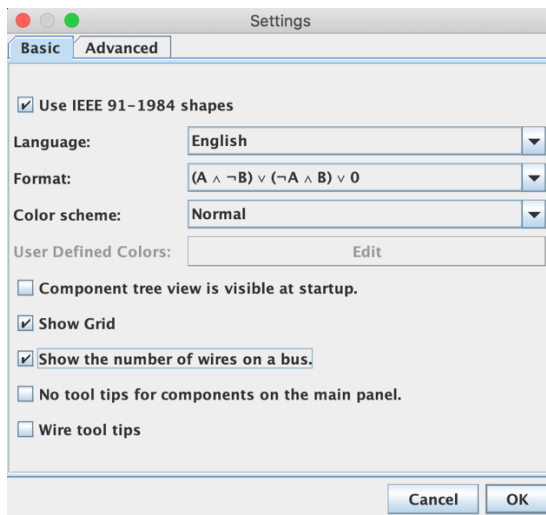 Settings
Basic Advanced
Use IEEE 91-1984 shapes
Language: English
Format: (A ∧ ¬B) ∨ (¬A ∧ B) ∨ 0
Color scheme: Normal
User Defined Colors: Edit
Component tree view is visible at startup.
Show Grid
Show the number of wires on a bus.
No tool tips for components on the main panel.
Wire tool tips
Cancel OK